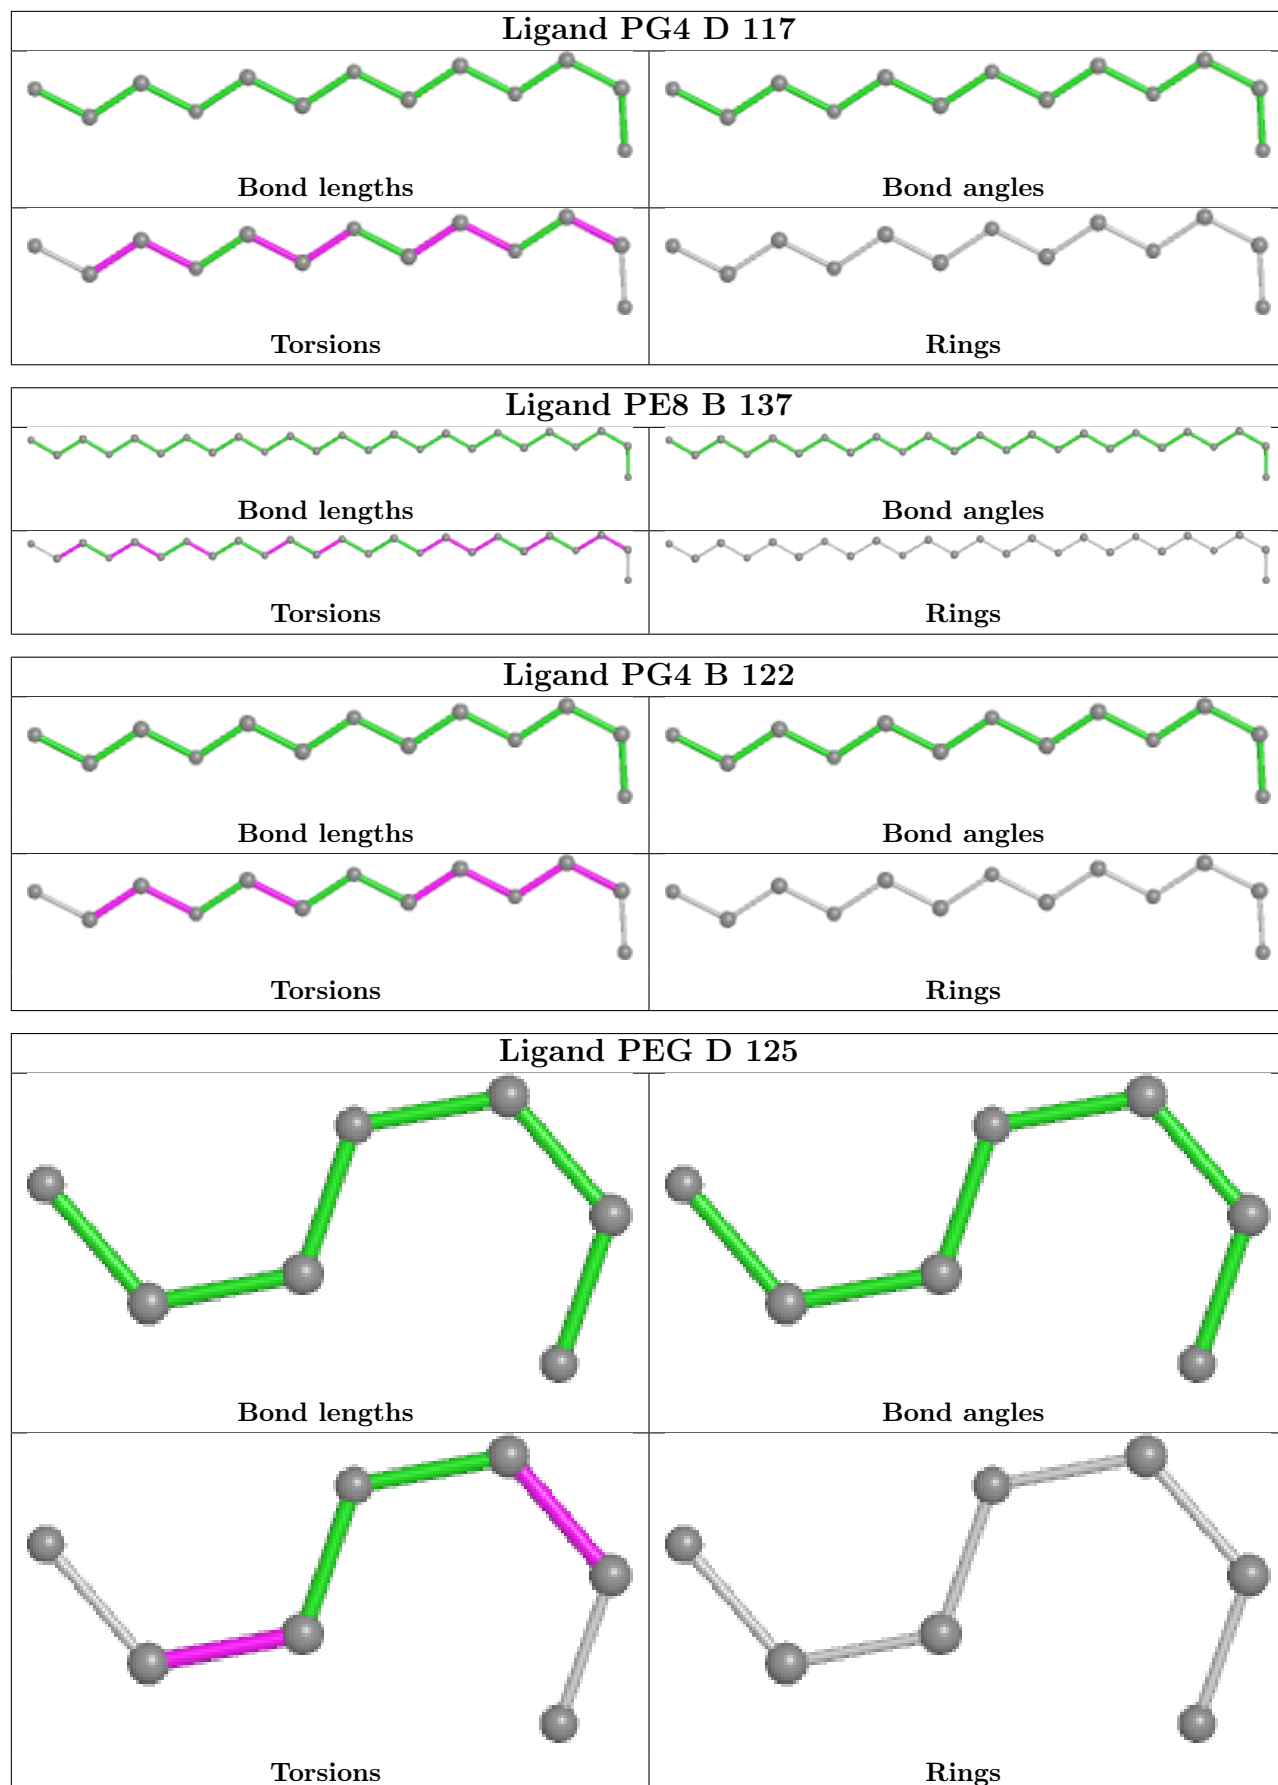 Ligand PG4 D 117
Bond lengths
Bond angles
Torsions
Rings
Ligand PE8 B 137
Bond lengths
Bond angles
Torsions
Rings
Ligand PG4 B 122
Bond lengths
Bond angles
Torsions
Rings
Ligand PEG D 125
Bond lengths
Bond angles
Torsions
Rings